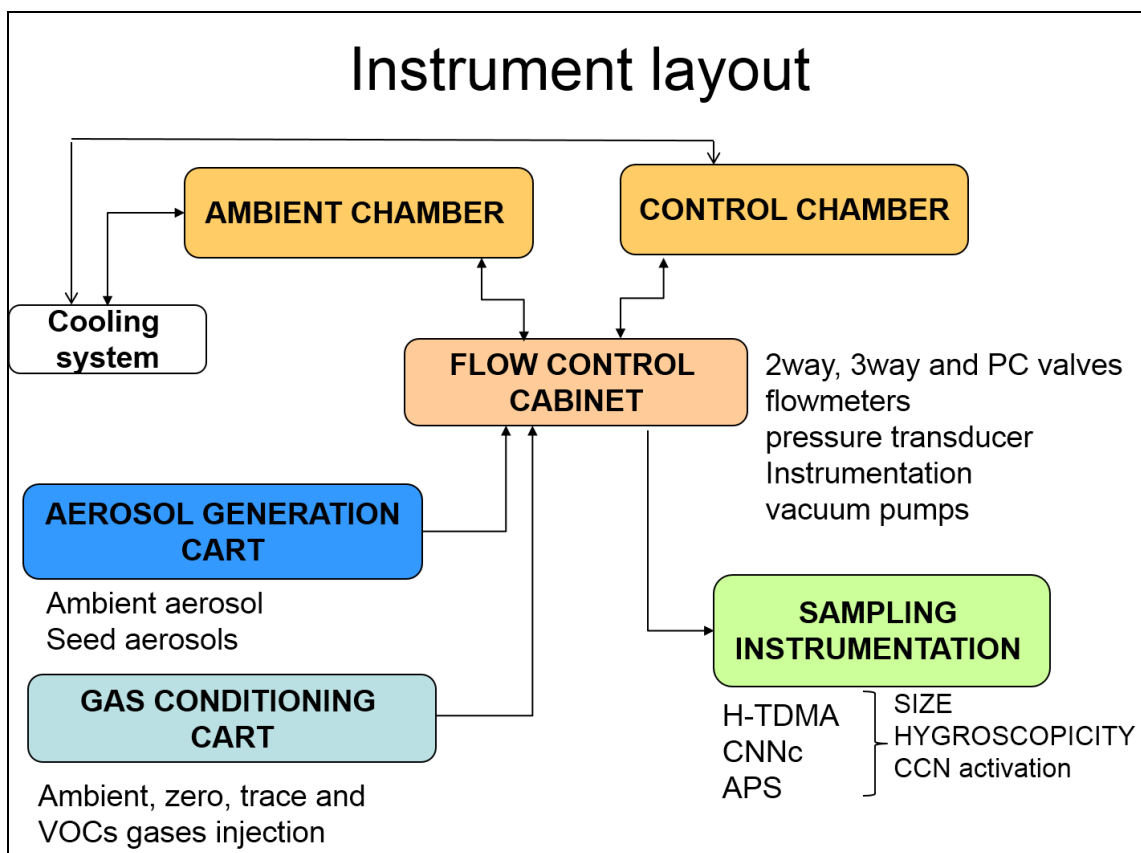 Instrument layout
AMBIENT CHAMBER
CONTROL CHAMBER
Cooling
system
FLOW CONTROL
CABINET
2way, 3way and PC valves
flowmeters
pressure transducer
Instrumentation
vacuum pumps
AEROSOL GENERATION
CART
Ambient aerosol
Seed aerosols
SAMPLING
INSTRUMENTATION
GAS CONDITIONING
CART
H-TDMA
CNNc
APS
SIZE
HYGROSCOPICITY
CCN activation
Ambient, zero, trace and
VOCs gases injection